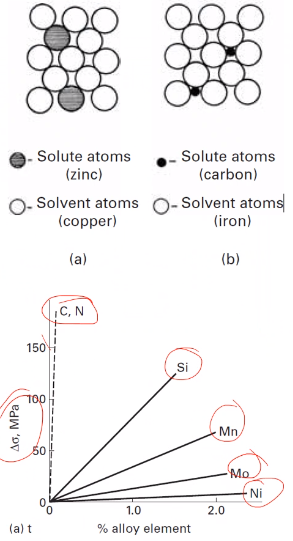 Solute atoms Solute atoms
(zinc) (carbon)
Solvent atoms Solvent atoms
(copper) (iron)
(a) (b)
C, N
150
Si
100
Δσ, MPa
Mn
50
Mo
Ni
0
0 1.0 2.0
(a) t % alloy element